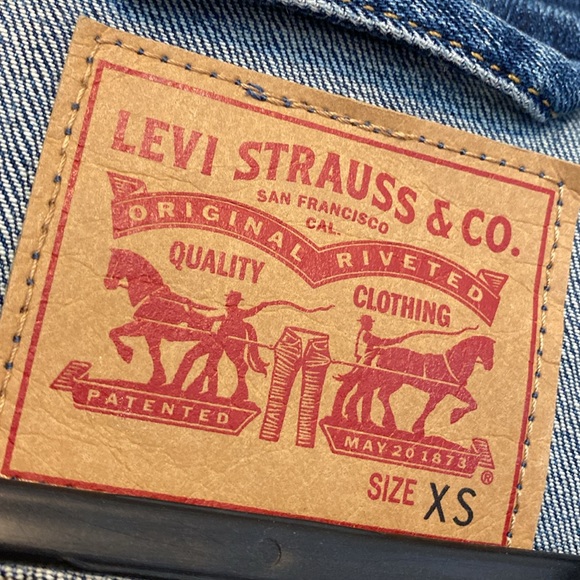 LEVI STRAUSS & CO.
SAN FRANCISCO
CAL.
ORIGINAL RIVETED
QUALITY CLOTHING
PATENTED
MAY 20 1873
®
SIZE XS